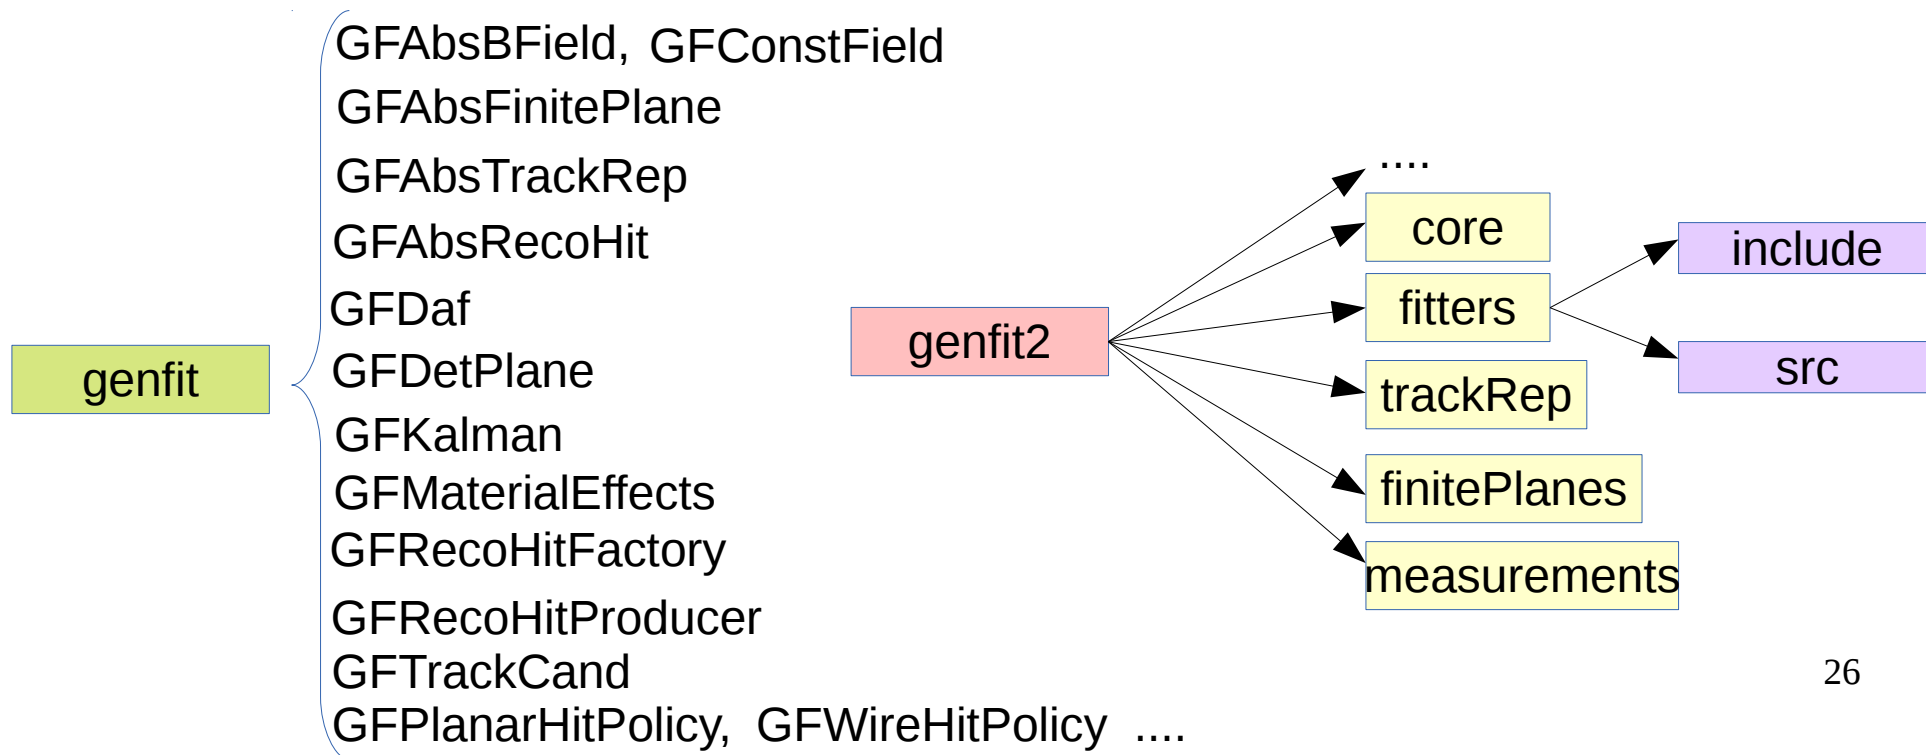 GFAbsBField, GFConstField
GFAbsFinitePlane
GFAbsTrackRep
GFAbsRecoHit
GFDaf
GFDetPlane
genfit
GFKalman
GFMaterialEffects
GFRecoHitFactory
GFRecoHitProducer
GFTrackCand
GFPlanarHitPolicy, GFWireHitPolicy ....
genfit2
....
core
fitters
trackRep
finitePlanes
measurements
include
src
26